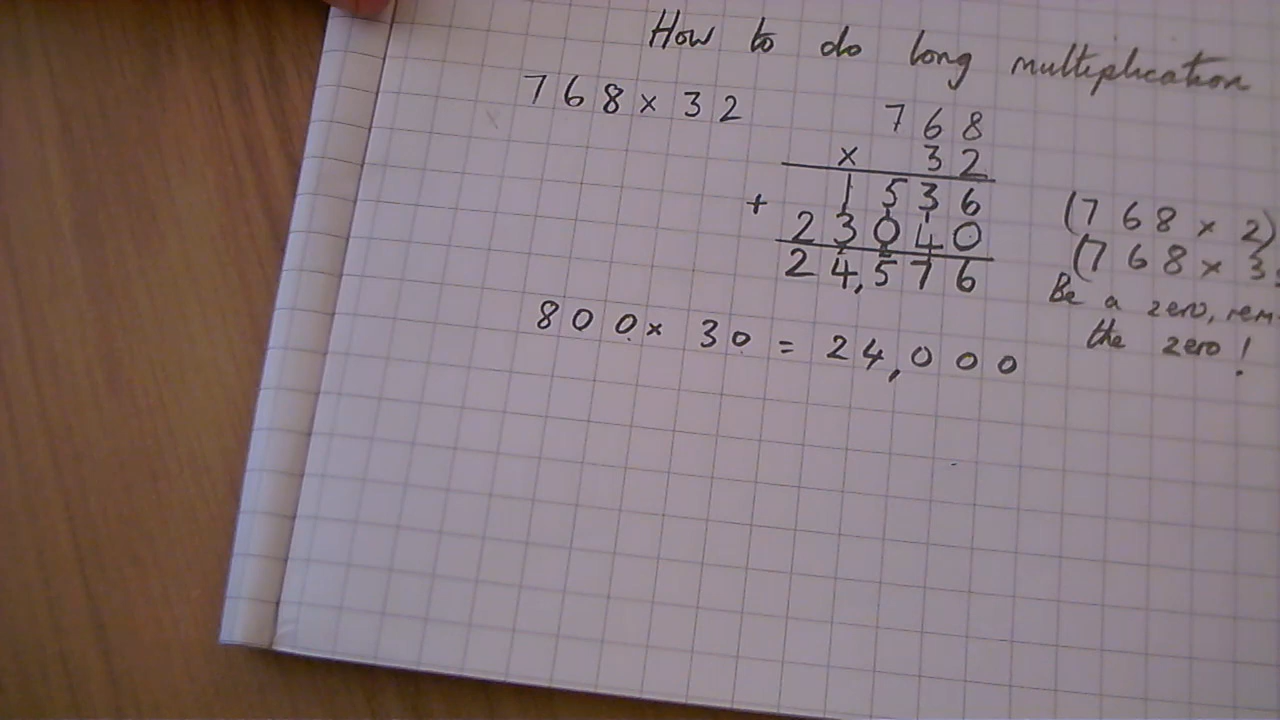 How to do long multiplication
768 x 32
768
x 32
1536 (768 x 2)
+
23040 (768 x 3
24,576
Be a zero, rem
the zero!
800 x 30 = 24,000